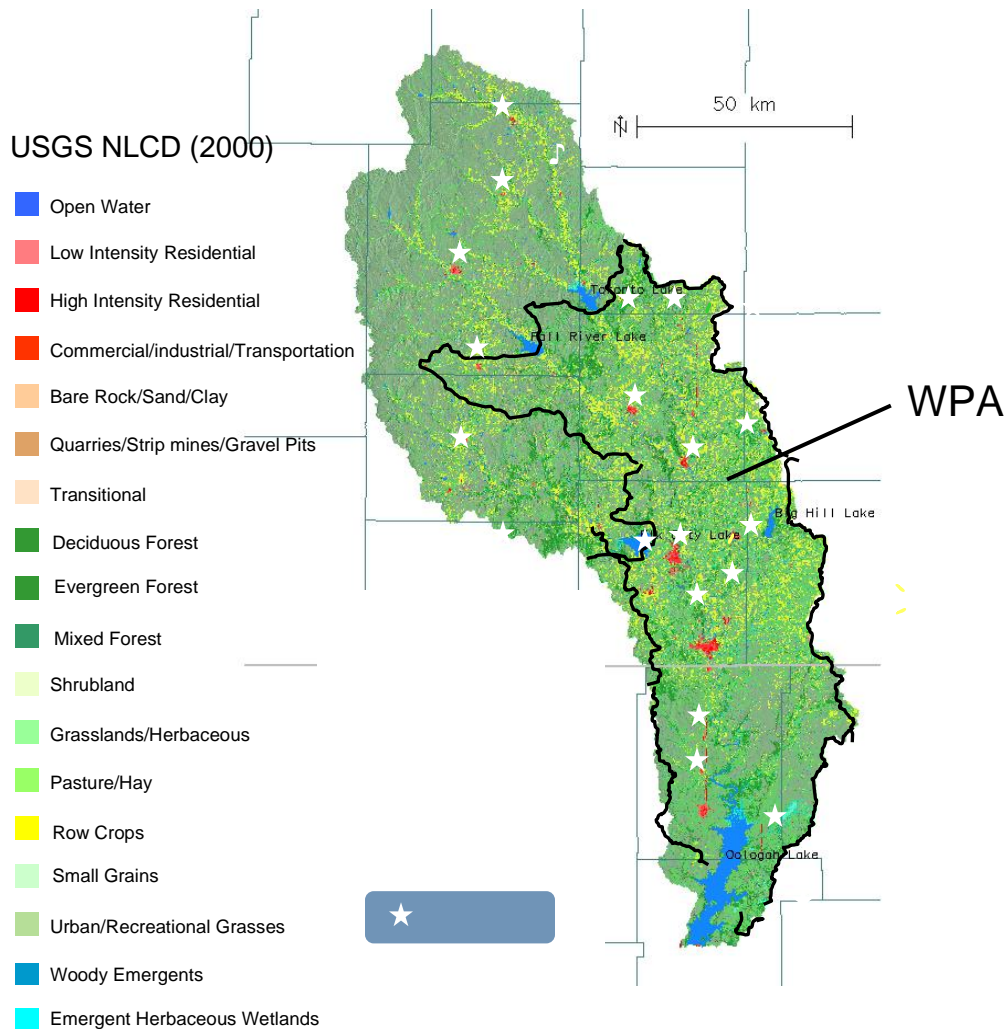 50 km
N
USGS NLCD (2000)
Open Water
Low Intensity Residential
High Intensity Residential
Commercial/industrial/Transportation
Bare Rock/Sand/Clay
Quarries/Strip mines/Gravel Pits
Transitional
Deciduous Forest
Evergreen Forest
Mixed Forest
Shrubland
Grasslands/Herbaceous
Pasture/Hay
Row Crops
Small Grains
Urban/Recreational Grasses
Woody Emergents
Emergent Herbaceous Wetlands
Toronto Lake
Fall River Lake
WPA
Big Hill Lake
City Lake
Oologah Lake